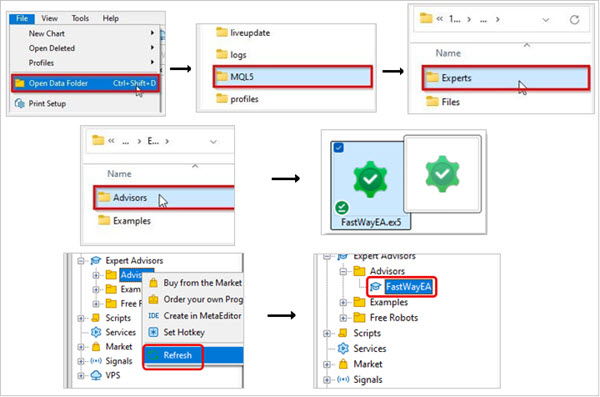 File View Tools Help
New Chart
Open Deleted
Profiles
Open Data Folder Ctrl+Shift+D
Print Setup
liveupdate
logs
MQL5
profiles
« 1... › ...
Name
Experts
Files
« ... › E... ›
Name
Advisors
Examples
FastWayEA.ex5
Expert Advisors
Advis
Exam
Free R
Scripts
Services
Market
Signals
VPS
Buy from the Market
Order your own Prog
IDE Create in MetaEditor
Set Hotkey
Refresh
Expert Advisors
Advisors
FastWayEA
Examples
Free Robots
Scripts
Services
Market
Signals